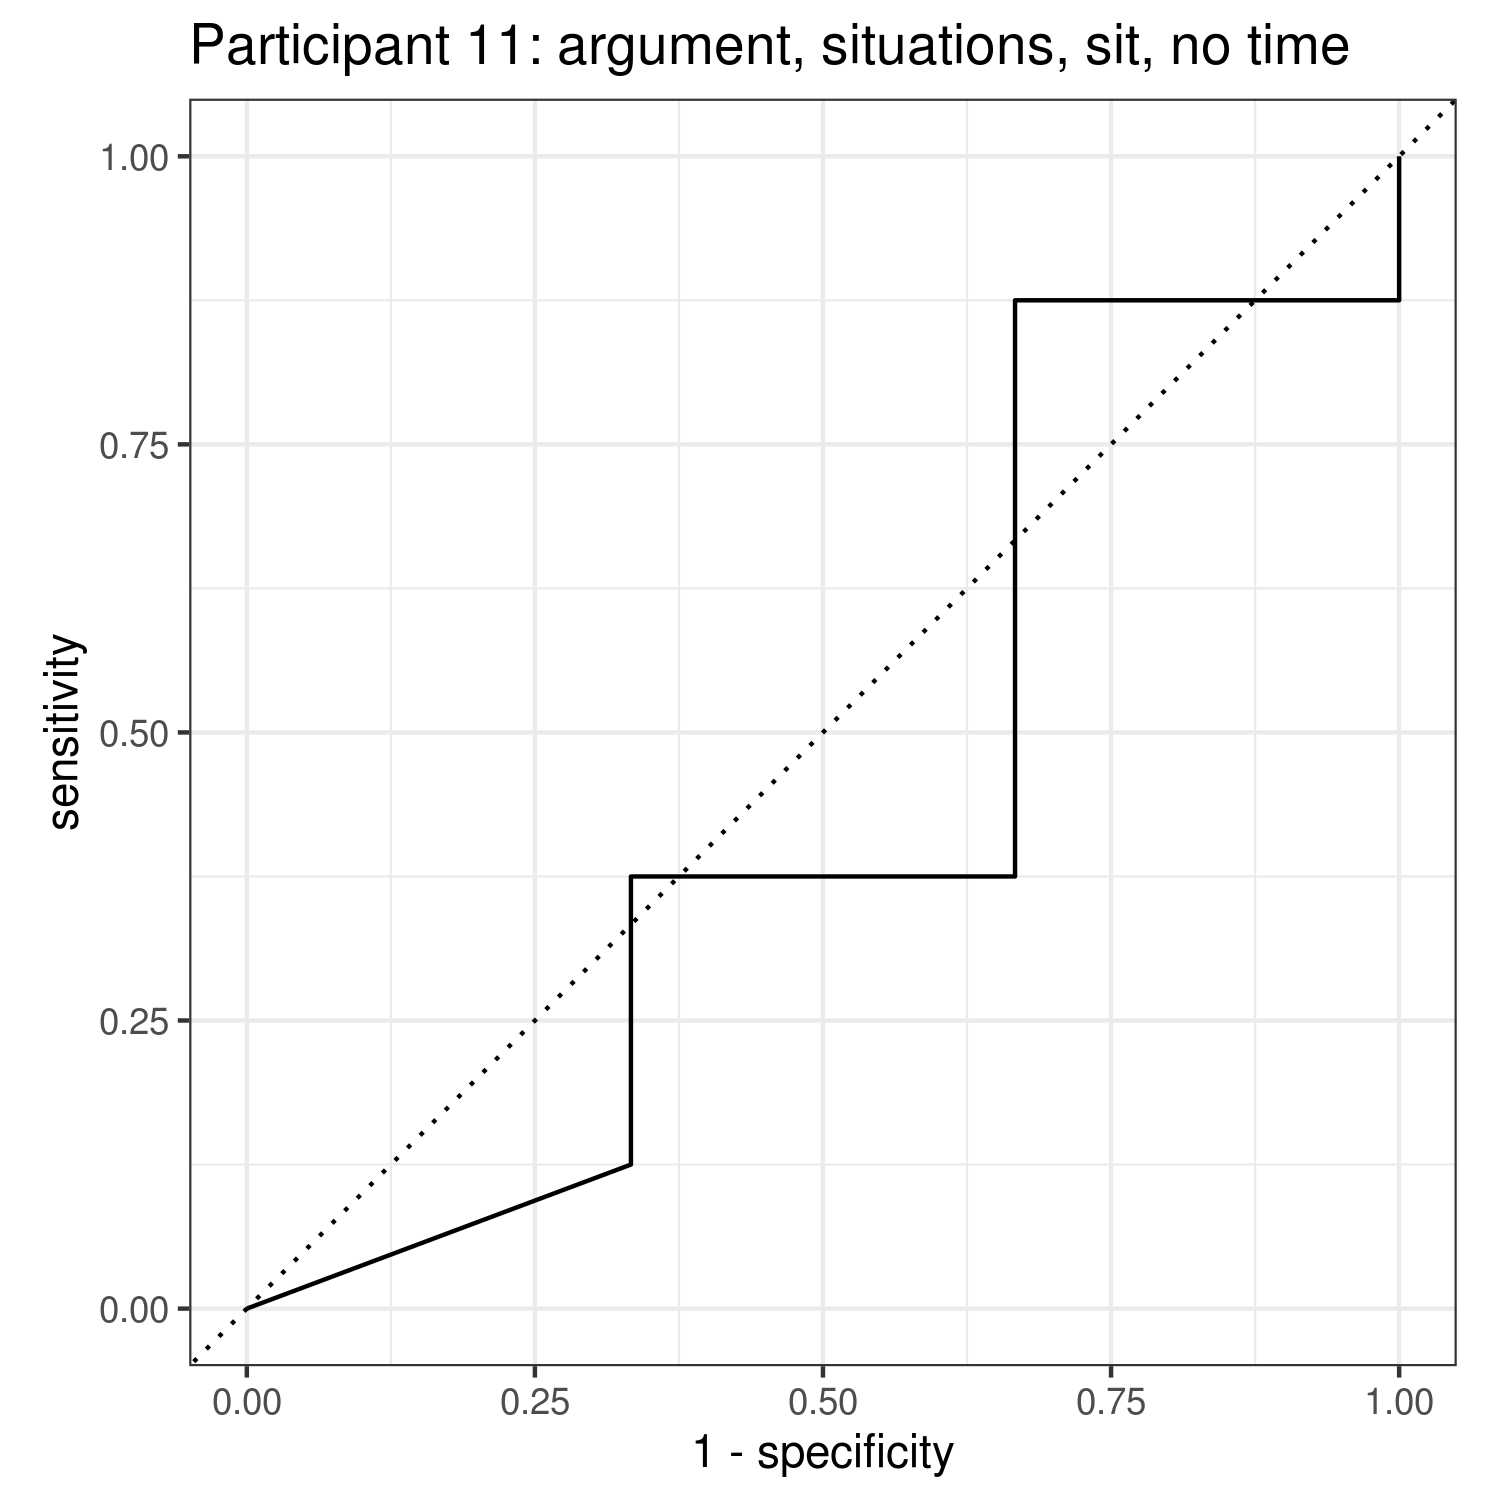 Participant 11: argument, situations, sit, no time
1.00
0.75
0.50
0.25
0.00
sensitivity
0.00 0.25 0.50 0.75 1.00
1 - specificity